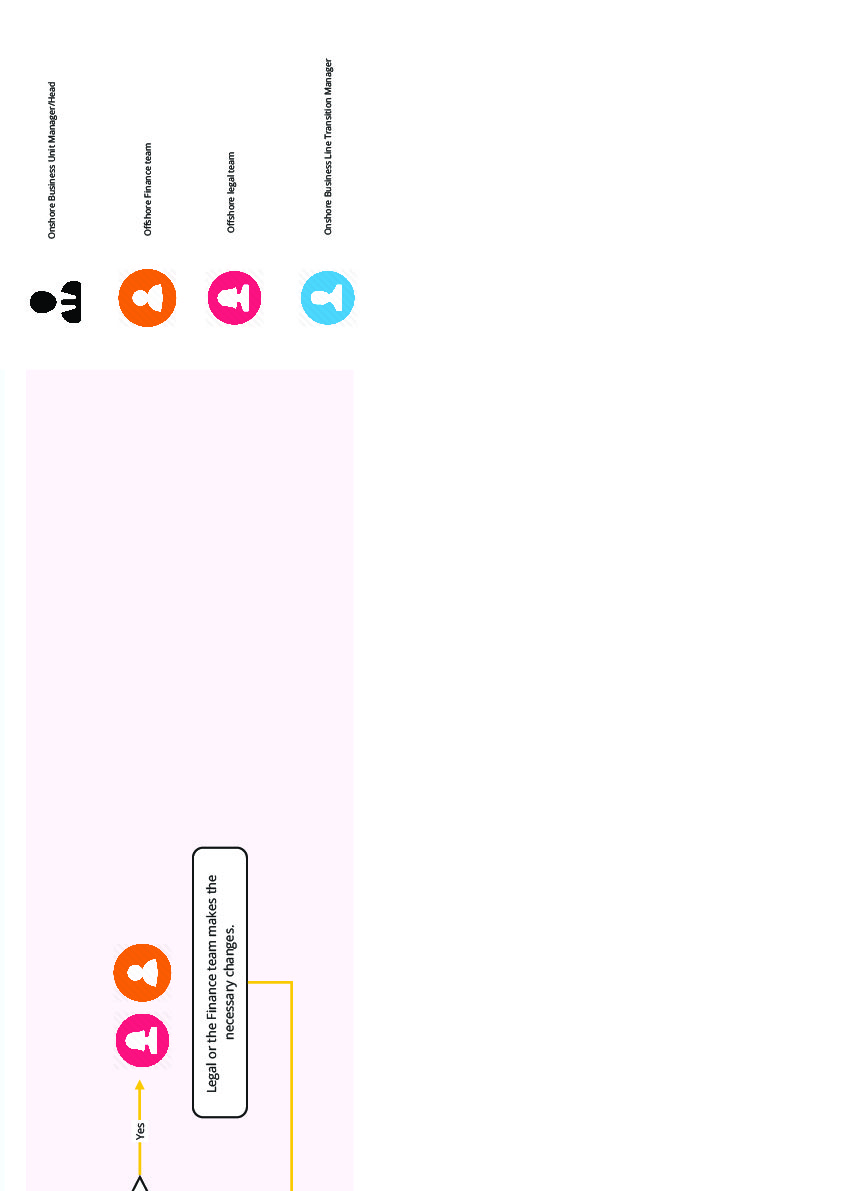 Onshore Business Unit Manager/Head
Offshore Finance team
Offshore legal team
Onshore Business Line Transition Manager
Yes
Legal or the Finance team makes the
necessary changes.